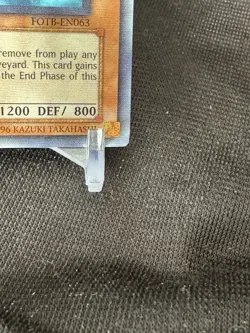 FOTB-EN063
remove from play any
veyard. This card gains
the End Phase of this
1200 DEF/ 800
96 KAZUKI TAKAHASHI